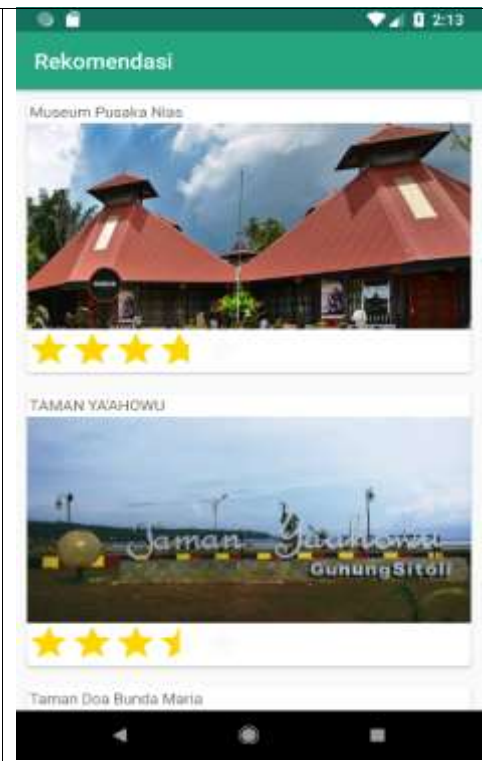 2:13
Rekomendasi
Museum Pusaka Nias
TAMAN YA'AHOWU
Taman Ya'ahowu
GunungSitoli
Taman Doa Bunda Maria